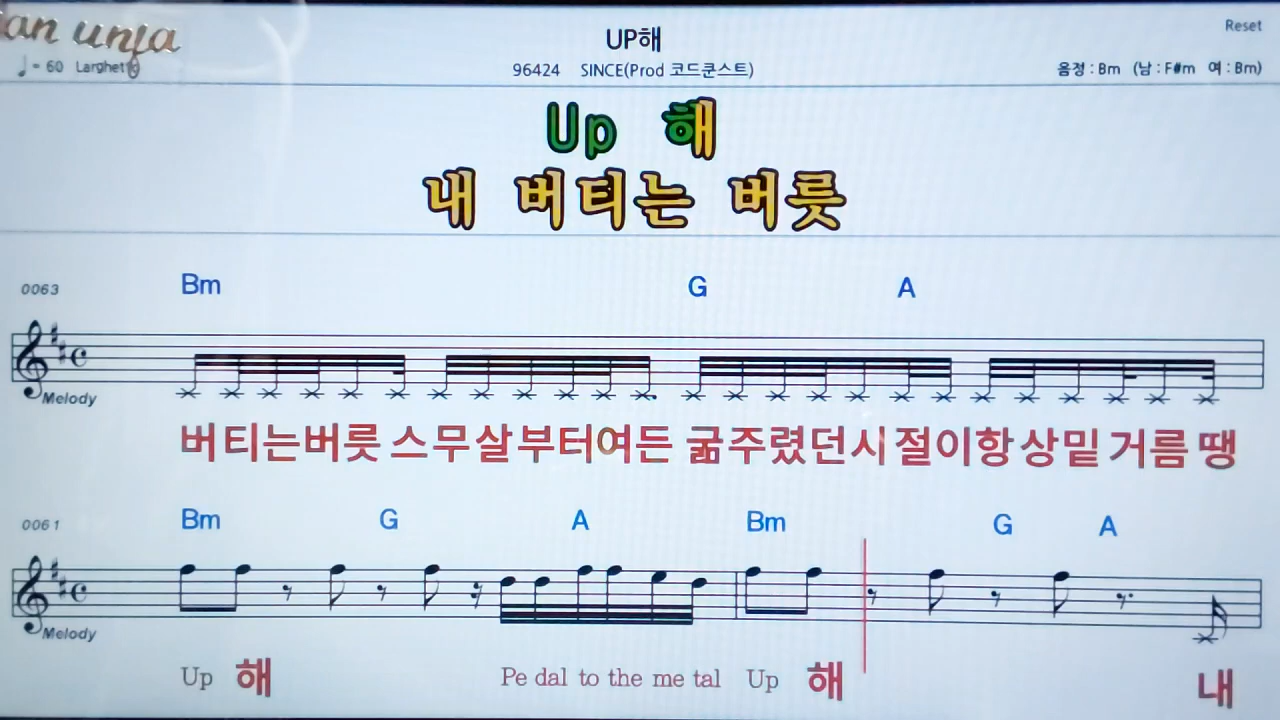 UP해
Reset
♩= 60 Larghetto
96424 SINCE(Prod 코드쿤스트)
음정 : Bm (남 : F#m 여 : Bm)
Up 해
내 버티는 버릇
0063 Bm G A
Melody
버티는버릇 스무살부터여든 굶주렸던시절이항상밑거름 땡
0061 Bm G A Bm G A
Melody
Up 해 Pe dal to the me tal Up 해 내